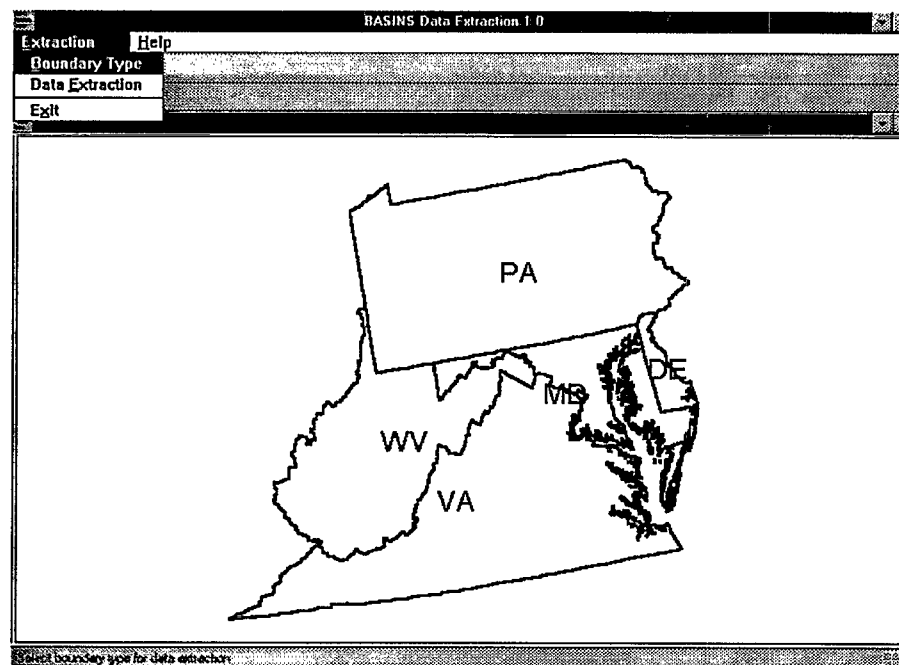 BASINS Data Extraction 1.0
Extraction Help
Boundary Type
Data Extraction
Exit
PA
DE
MD
WV
VA
Select boundary type for data extraction